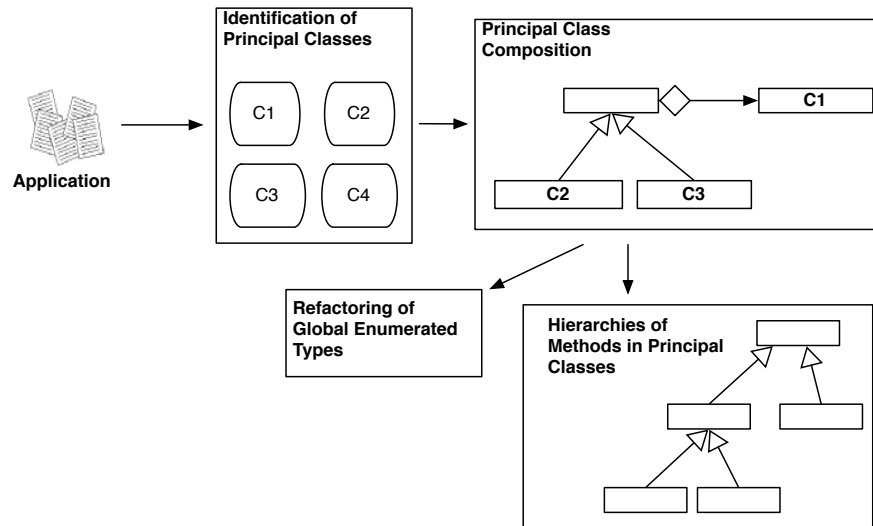 Application
Identification of
Principal Classes
C1
C2
C3
C4
Principal Class
Composition
C1
C2
C3
Refactoring of
Global Enumerated
Types
Hierarchies of
Methods in Principal
Classes